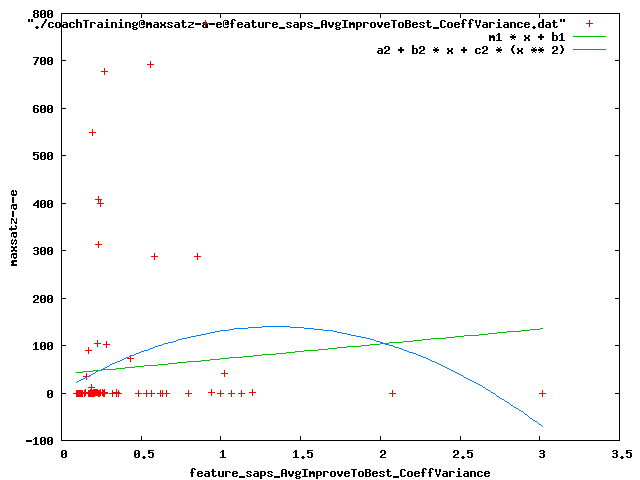 "./coachTraining@maxsatz-a-e@feature_saps_AvgImproveToBest_CoeffVariance.dat"
m1 * x + b1
a2 + b2 * x + c2 * (x ** 2)
800
700
600
500
400
300
200
100
0
-100
maxsatz-a-e
0 0.5 1 1.5 2 2.5 3 3.5
feature_saps_AvgImproveToBest_CoeffVariance